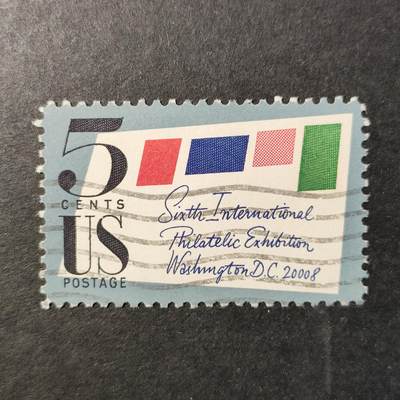 5
CENTS
US
POSTAGE
Sixth International
Philatelic Exhibition
Washington D.C. 20008